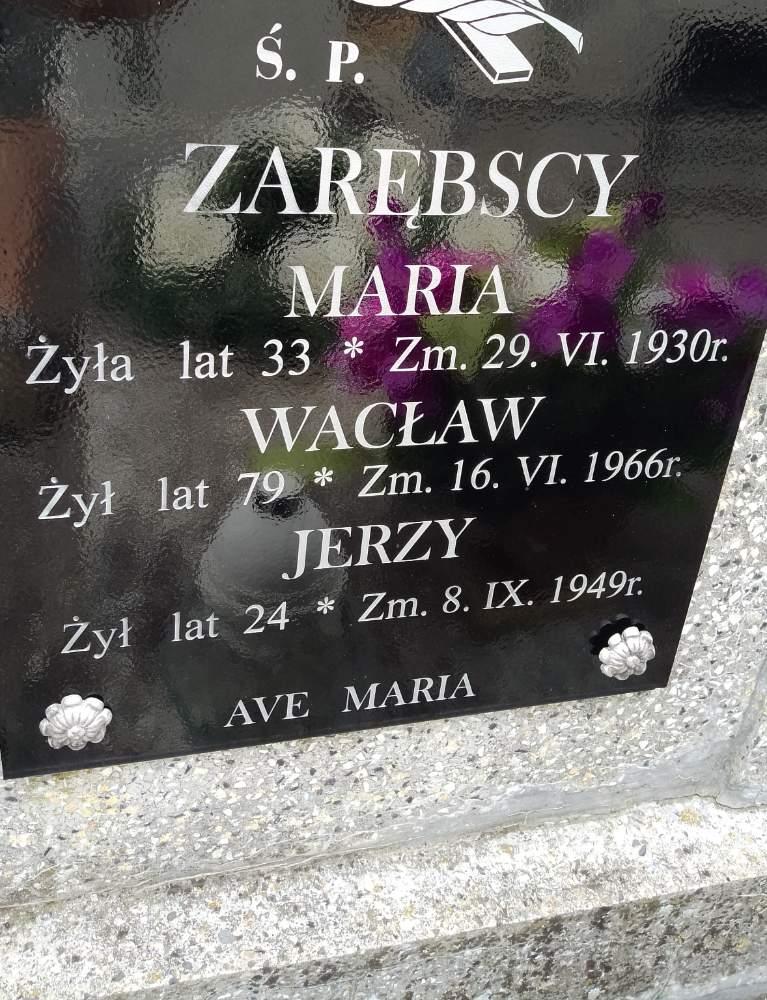 Ś. P.
ZARĘBSCY
MARIA
Żyła lat 33 * Zm. 29. VI. 1930r.
WACŁAW
Żył lat 79 * Zm. 16. VI. 1966r.
JERZY
Żył lat 24 * Zm. 8. IX. 1949r.
AVE MARIA